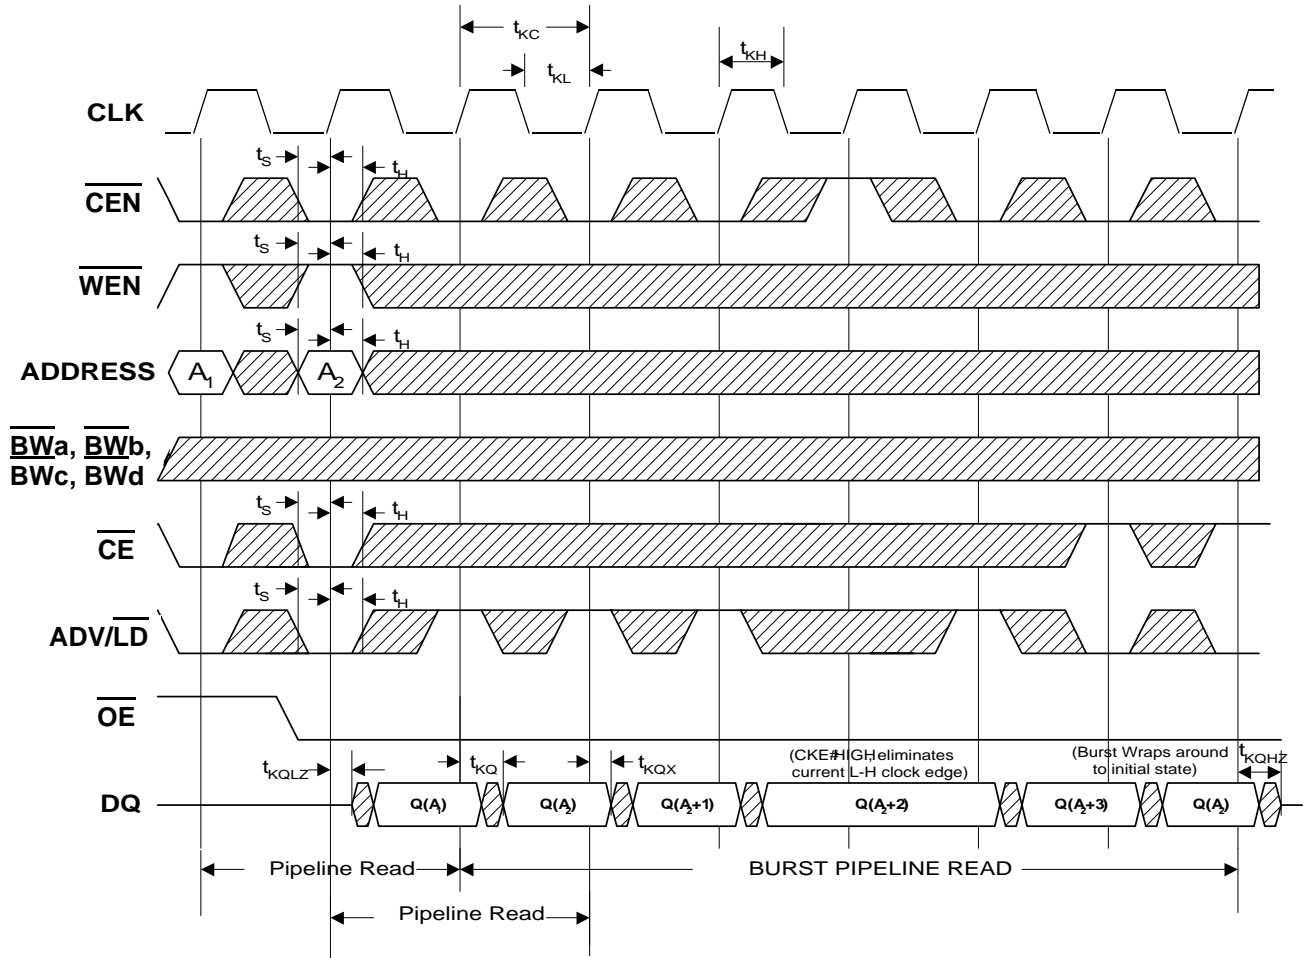 tKC
tKL
tKH
CLK
tS
tH
CEN
tS
tH
WEN
tS
tH
ADDRESS
A1
A2
BWa, BWb,
BWc, BWd
tS
tH
CE
tS
tH
ADV/LD
OE
(CKE#HIGH, eliminates
current L-H clock edge)
(Burst Wraps around
to initial state)
tKQLZ
tKQ
tKQX
tKQHZ
DQ
Q(A1)
Q(A2)
Q(A2+1)
Q(A2+2)
Q(A2+3)
Q(A2)
Pipeline Read
BURST PIPELINE READ
Pipeline Read